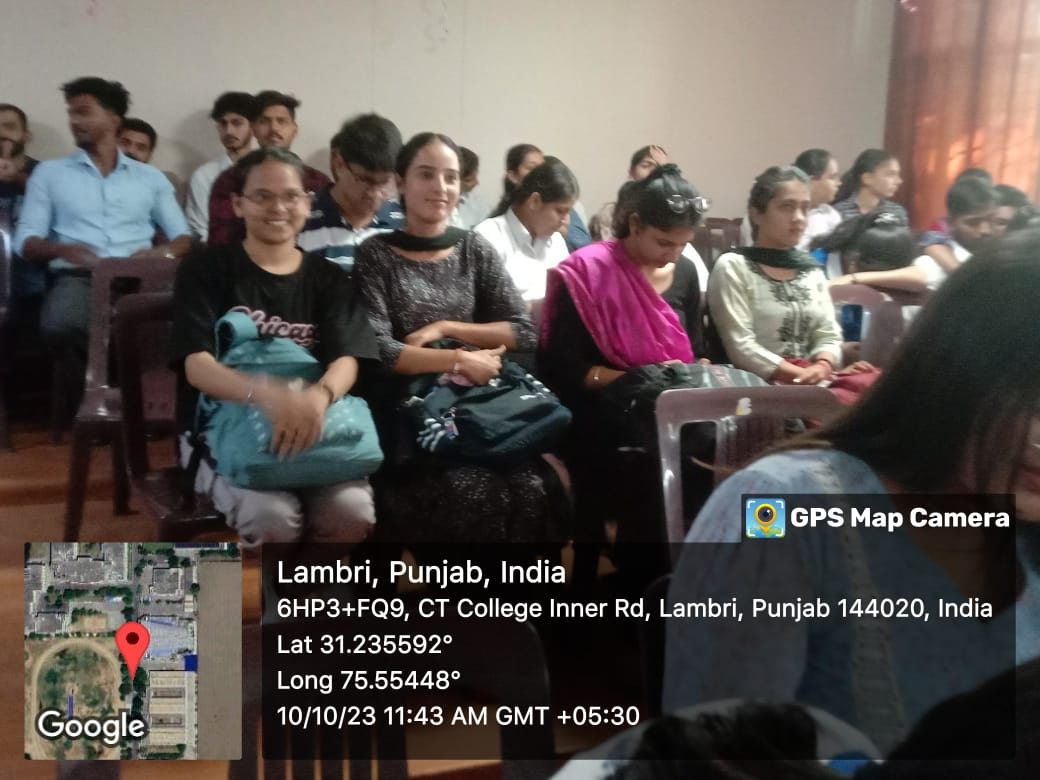 Chicago
GPS Map Camera
Lambri, Punjab, India
6HP3+FQ9, CT College Inner Rd, Lambri, Punjab 144020, India
Lat 31.235592°
Long 75.55448°
10/10/23 11:43 AM GMT +05:30
Google